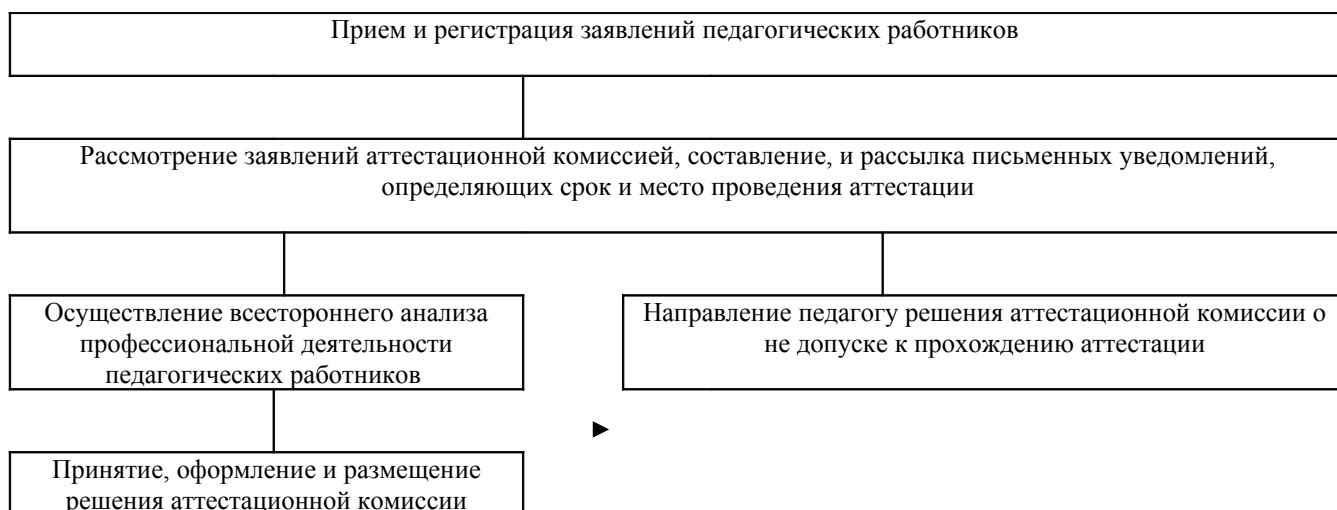 Прием и регистрация заявлений педагогических работников
Рассмотрение заявлений аттестационной комиссией, составление, и рассылка письменных уведомлений,
определяющих срок и место проведения аттестации
Осуществление всестороннего анализа
профессиональной деятельности
педагогических работников
Направление педагогу решения аттестационной комиссии о
не допуске к прохождению аттестации
Принятие, оформление и размещение
решения аттестационной комиссии